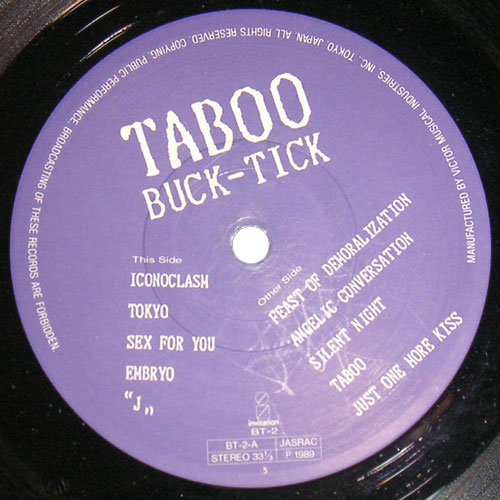 MANUFACTURED BY VICTOR MUSICAL INDUSTRIES, INC., TOKYO, JAPAN. ALL RIGHTS RESERVED. COPYING, PUBLIC PERFORMANCE, BROADCASTING OF THESE RECORDS ARE FORBIDDEN.
TABOO
BUCK-TICK
This Side
ICONOCLASH
TOKYO
SEX FOR YOU
EMBRYO
“J„
Other Side
FEAST OF DEMORALIZATION
ANGELIC CONVERSATION
SILENT NIGHT
TABOO
JUST ONE MORE KISS
invitation
BT-2
BT-2-A
JASRAC
STEREO 33⅓
P 1989